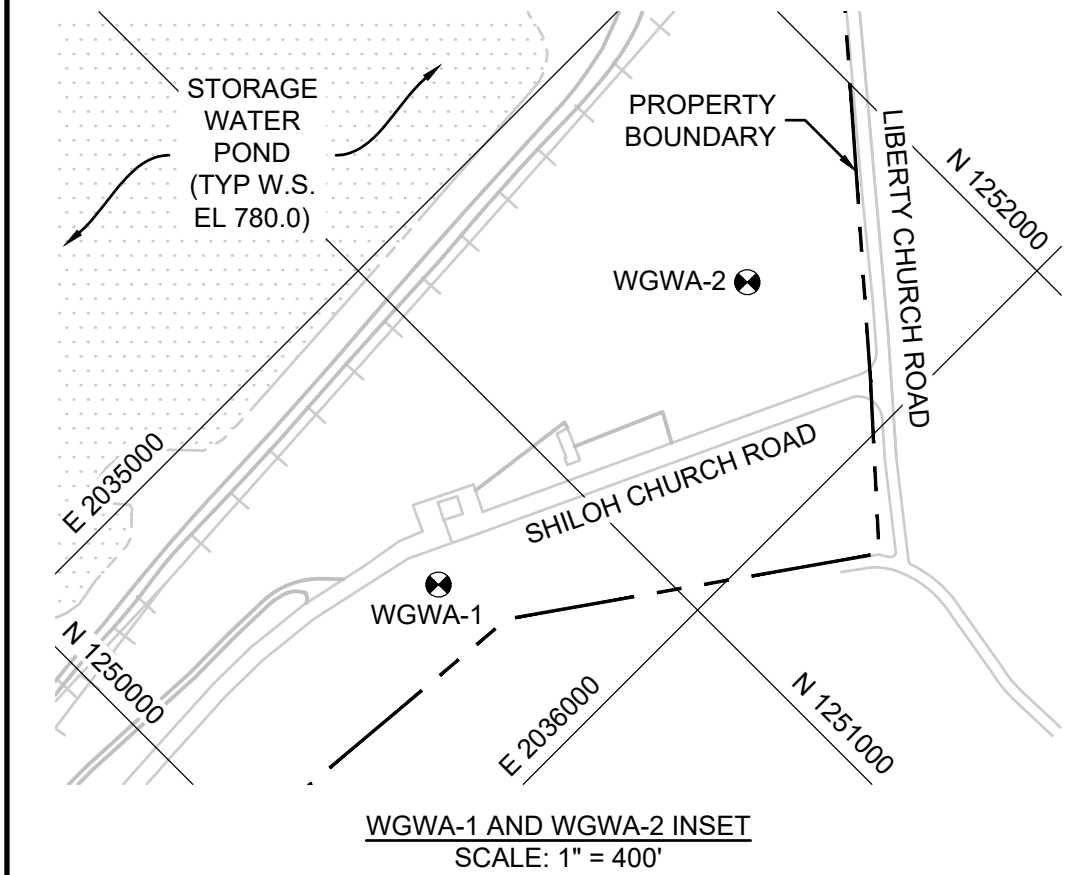 STORAGE
WATER
POND
(TYP W.S.
EL 780.0)
PROPERTY
BOUNDARY
LIBERTY CHURCH ROAD
N 1252000
WGWA-2
E 2035000
SHILOH CHURCH ROAD
WGWA-1
N 1250000
E 2036000
N 1251000
WGWA-1 AND WGWA-2 INSET
SCALE: 1" = 400'